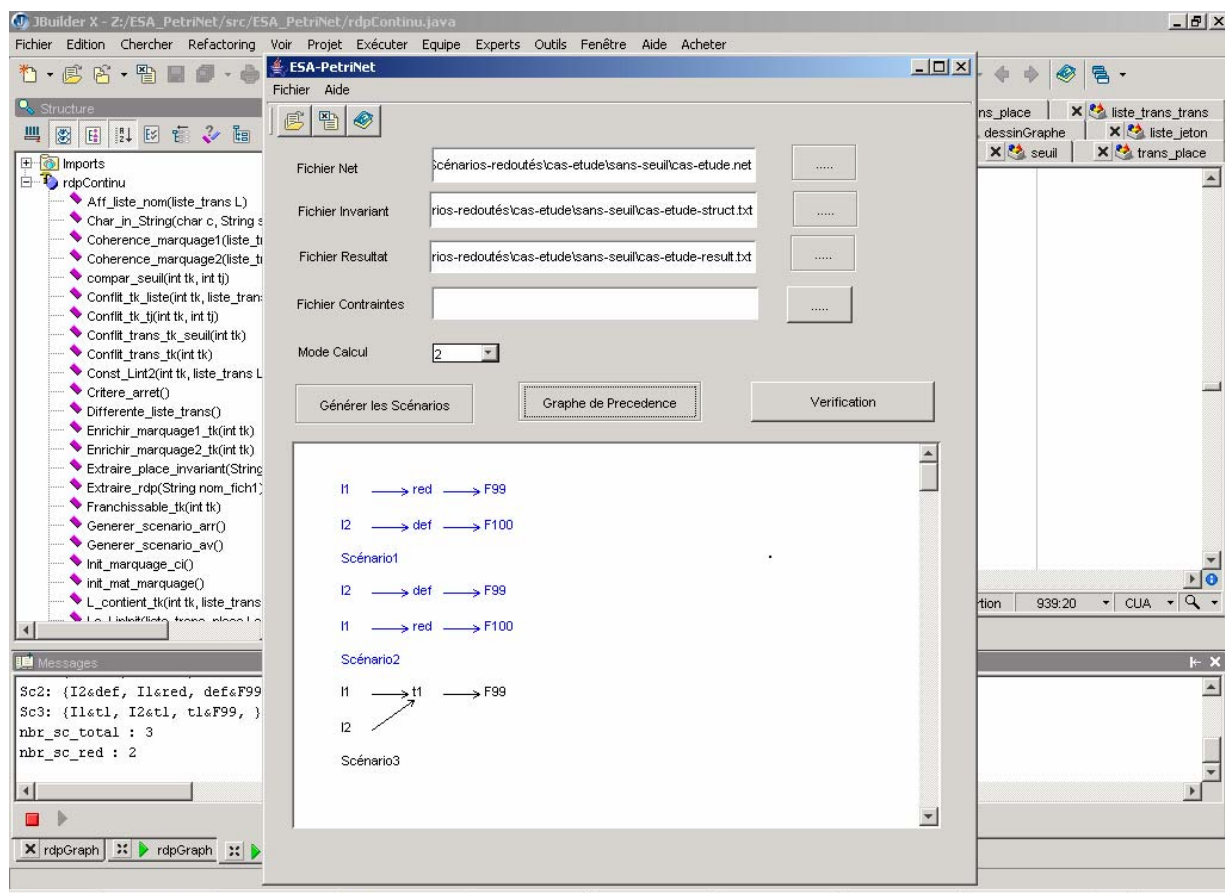 JBuilder X - Z:/ESA_PetriNet/src/ESA_PetriNet/rdpContinu.java
Fichier Edition Chercher Refactoring Voir Projet Exécuter Equipe Experts Outils Fenêtre Aide Acheter
Structure
Imports
rdpContinu
Aff_liste_nom(liste_trans L)
Char_in_String(char c, String s
Coherence_marquage1(liste_t
Coherence_marquage2(liste_t
compar_seuil(int tk, int tj)
Conflit_tk_liste(int tk, liste_tran
Conflit_tk_tj(int tk, int tj)
Conflit_trans_tk_seuil(int tk)
Conflit_trans_tk(int tk)
Const_Lint2(int tk, liste_trans L
Critere_arret()
Differente_liste_trans()
Enrichir_marquage1_tk(int tk)
Enrichir_marquage2_tk(int tk)
Extraire_place_invariant(String
Extraire_rdp(String nom_fich1)
Franchissable_tk(int tk)
Generer_scenario_arr()
Generer_scenario_av()
Init_marquage_ci()
init_mat_marquage()
L_contient_tk(int tk, liste_trans
ESA-PetriNet
Fichier Aide
Fichier Net
Scénarios-redoutés\cas-etude\sans-seuil\cas-etude.net
.....
Fichier Invariant
rios-redoutés\cas-etude\sans-seuil\cas-etude-struct.txt
.....
Fichier Resultat
rios-redoutés\cas-etude\sans-seuil\cas-etude-result.txt
.....
Fichier Contraintes
.....
Mode Calcul
2
Générer les Scénarios
Graphe de Precedence
Verification
I1 red F99
I2 def F100
Scénario1
I2 def F99
I1 red F100
Scénario2
I1 t1 F99
I2
Scénario3
ns_place
liste_trans_trans
dessinGraphe
liste_jeton
seuil
trans_place
rtion
939:20
CUA
Messages
Sc2: {I2&def, I1&red, def&F99
Sc3: {I1&t1, I2&t1, t1&F99, }
nbr_sc_total : 3
nbr_sc_red : 2
rdpGraph
rdpGraph